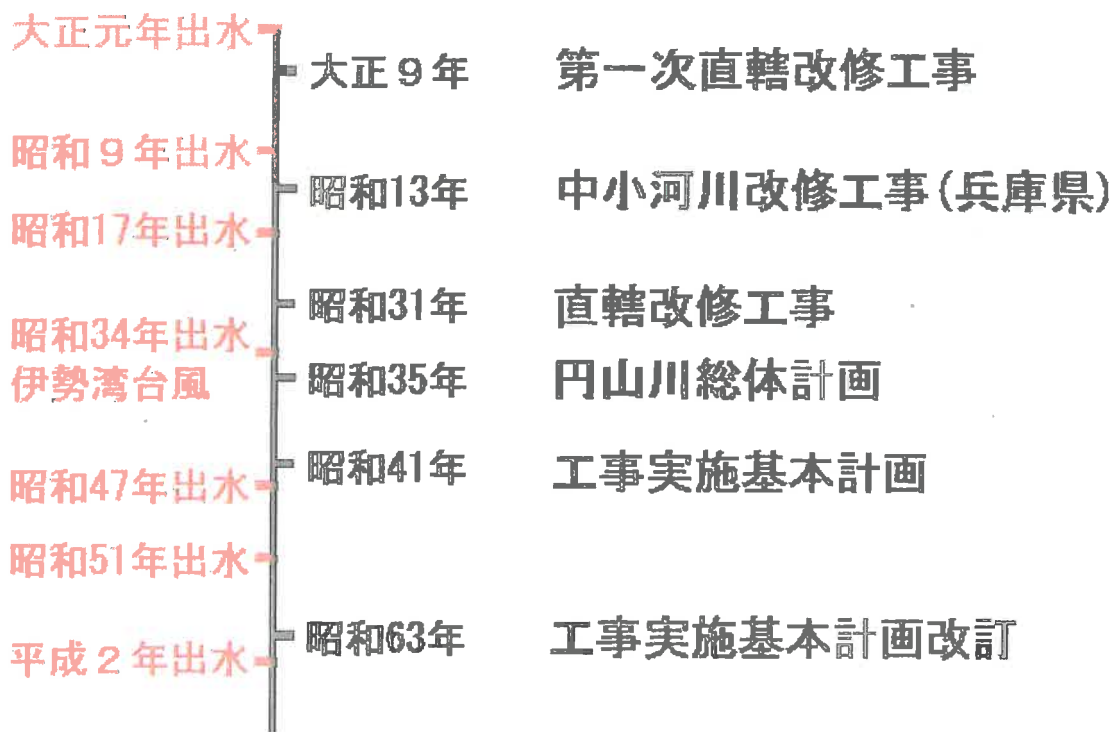 大正元年出水
大正９年 第一次直轄改修工事
昭和９年出水
昭和13年 中小河川改修工事(兵庫県)
昭和17年出水
昭和31年 直轄改修工事
昭和34年出水
伊勢湾台風
昭和35年 円山川総体計画
昭和41年 工事実施基本計画
昭和47年出水
昭和51年出水
昭和63年 工事実施基本計画改訂
平成２年出水